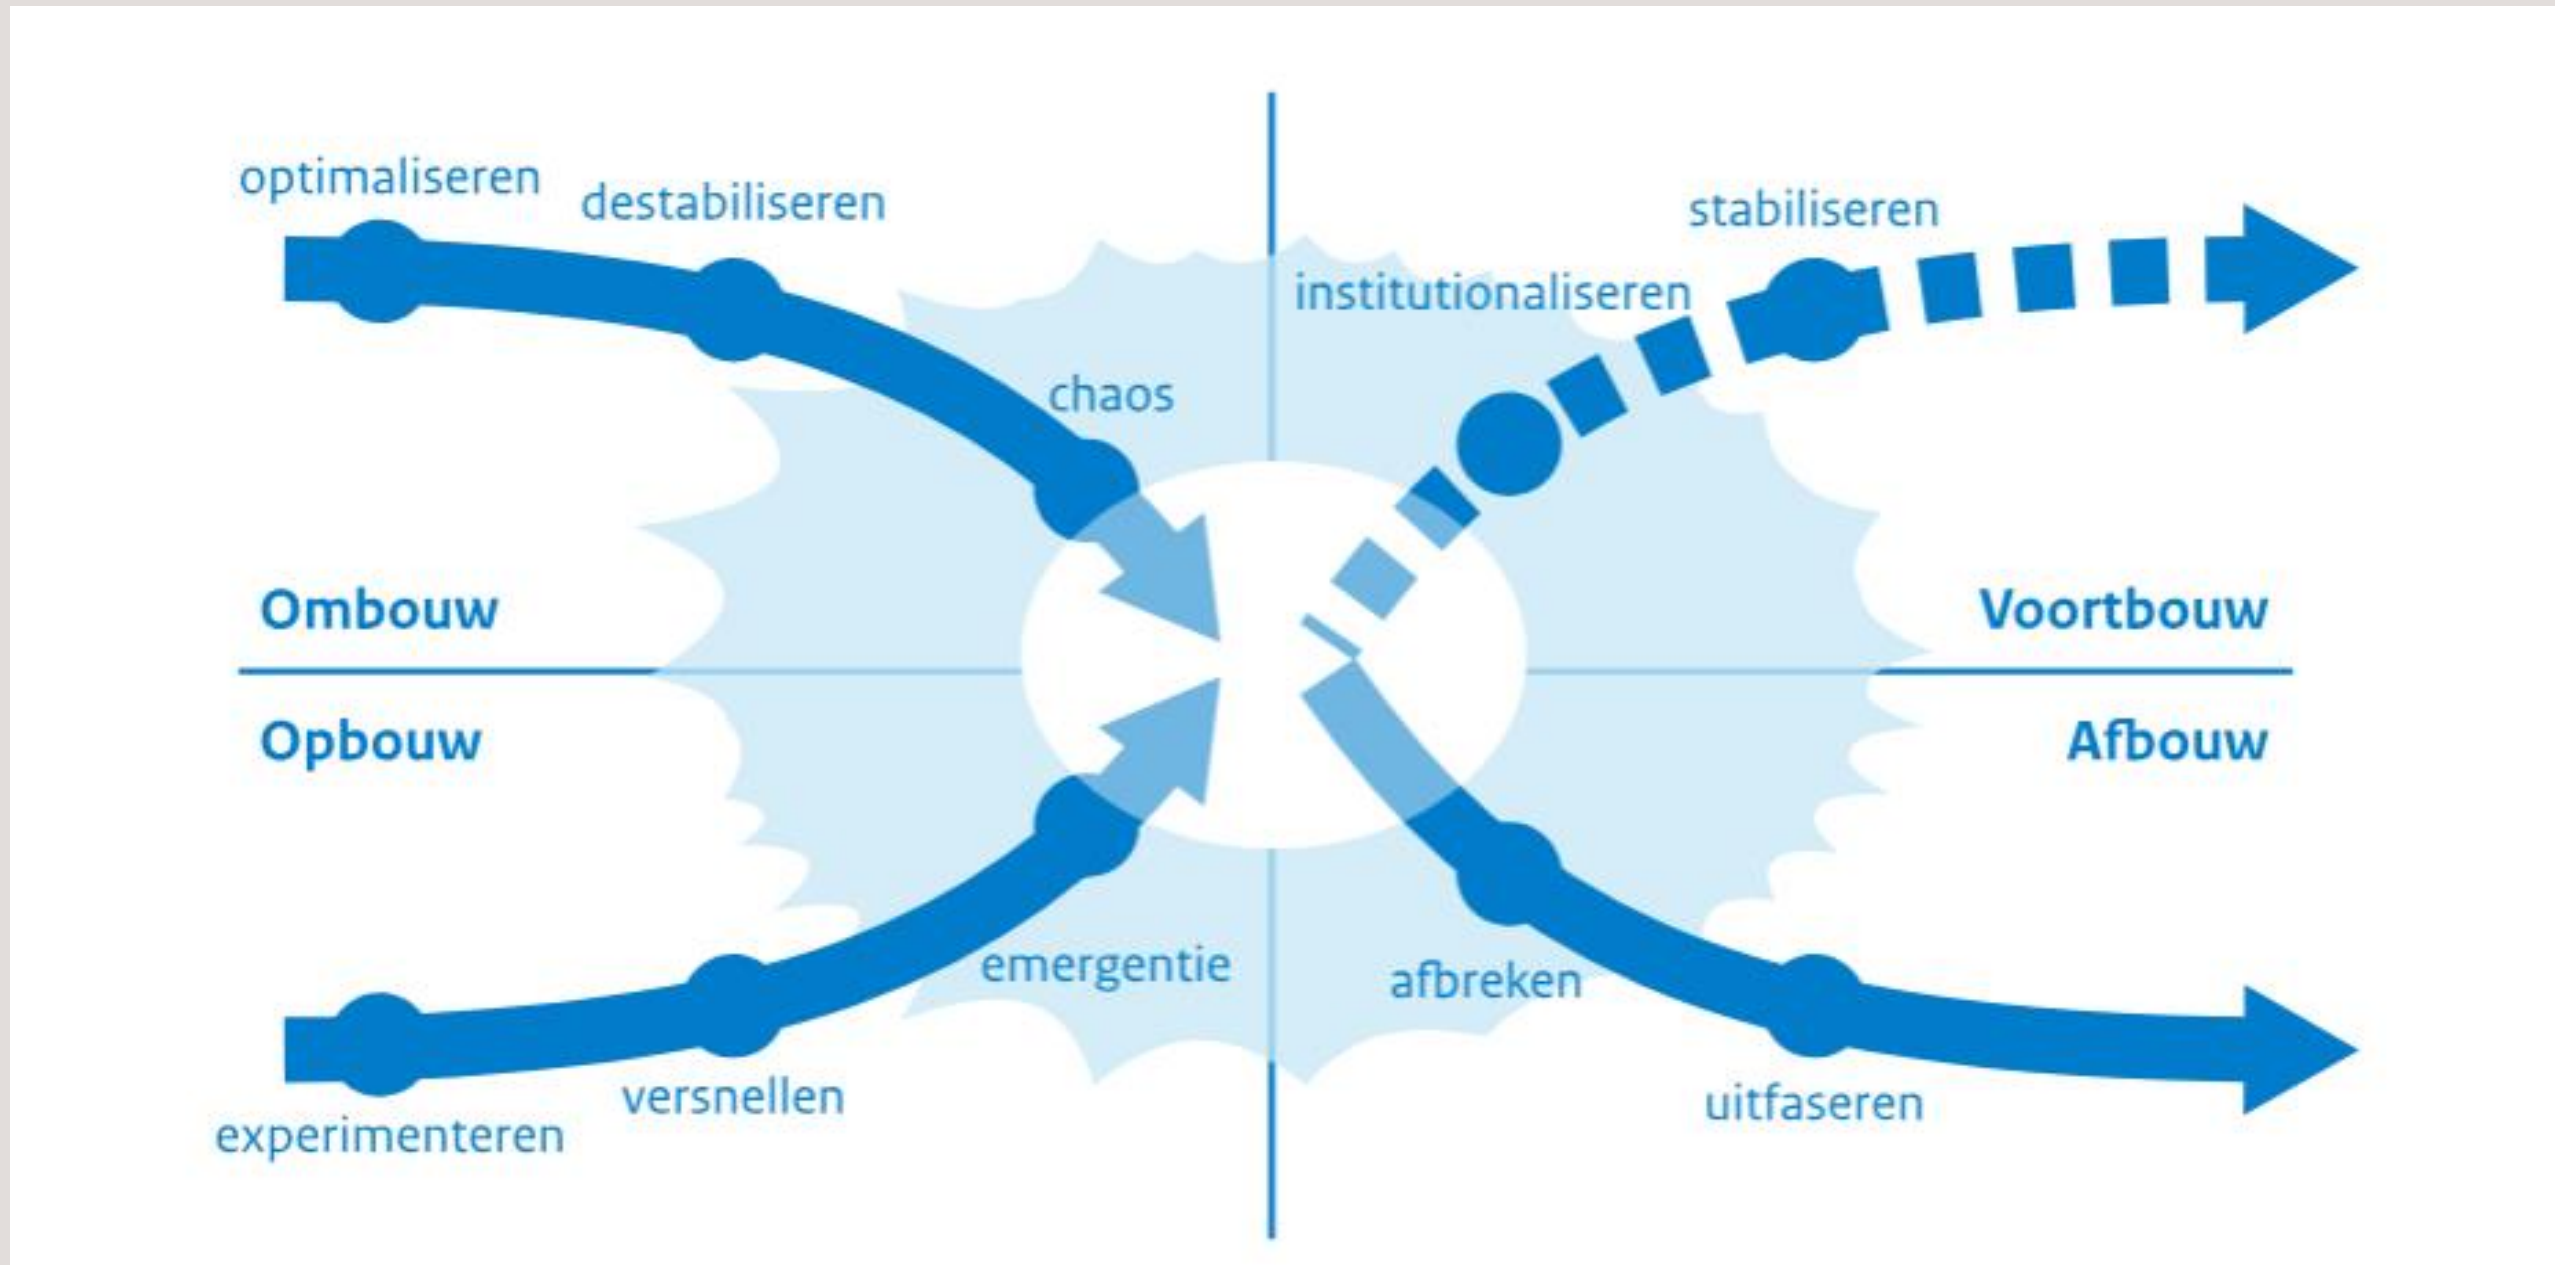 optimaliseren
destabiliseren
stabiliseren
institutionaliseren
chaos
Ombouw
Voortbouw
Opbouw
Afbouw
emergentie
afbreken
versnellen
uitfaseren
experimenteren